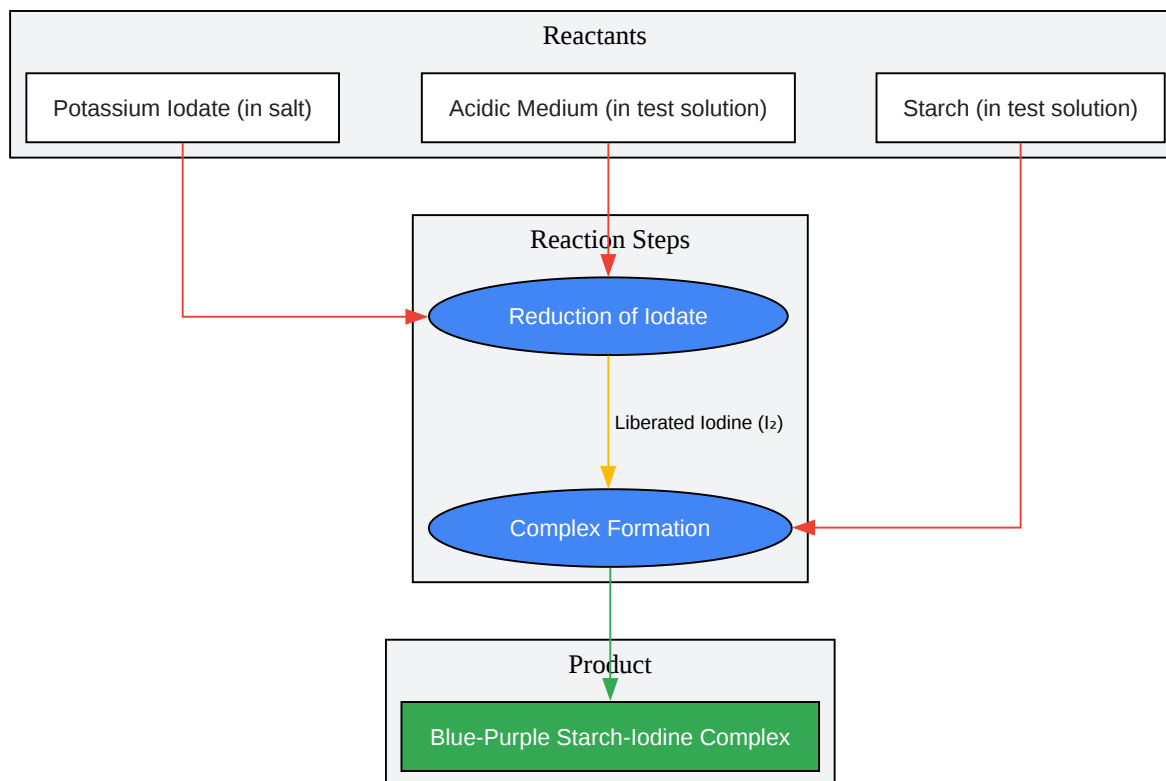 Reactants
Potassium Iodate (in salt)
Acidic Medium (in test solution)
Starch (in test solution)
Reaction Steps
Reduction of Iodate
Liberated Iodine (I₂)
Complex Formation
Product
Blue-Purple Starch-Iodine Complex